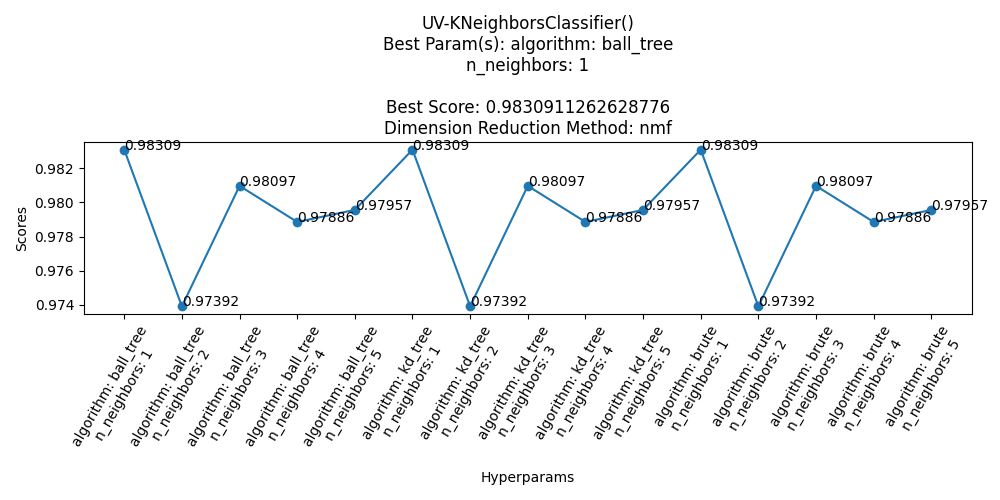 UV-KNeighborsClassifier()
Best Param(s): algorithm: ball_tree
n_neighbors: 1
Best Score: 0.9830911262628776
Dimension Reduction Method: nmf
0.98309
0.97392
0.98097
0.97886
0.97957
0.98309
0.97392
0.98097
0.97886
0.97957
0.98309
0.97392
0.98097
0.97886
0.97957
0.982
0.980
0.978
0.976
0.974
Scores
algorithm: ball_tree
n_neighbors: 1
algorithm: ball_tree
n_neighbors: 2
algorithm: ball_tree
n_neighbors: 3
algorithm: ball_tree
n_neighbors: 4
algorithm: ball_tree
n_neighbors: 5
algorithm: kd_tree
n_neighbors: 1
algorithm: kd_tree
n_neighbors: 2
algorithm: kd_tree
n_neighbors: 3
algorithm: kd_tree
n_neighbors: 4
algorithm: kd_tree
n_neighbors: 5
algorithm: brute
n_neighbors: 1
algorithm: brute
n_neighbors: 2
algorithm: brute
n_neighbors: 3
algorithm: brute
n_neighbors: 4
algorithm: brute
n_neighbors: 5
Hyperparams